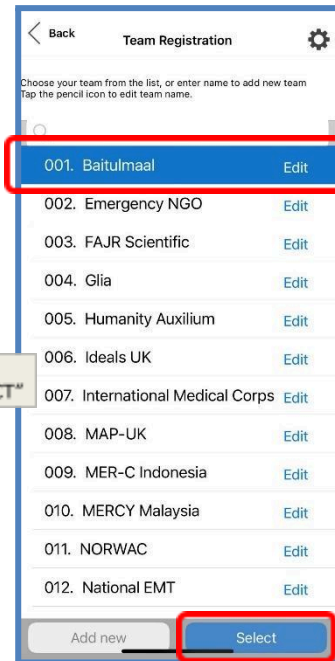 Back
Team Registration
Choose your team from the list, or enter name to add new team
Tap the pencil icon to edit team name.
001. Baitulmaal Edit
002. Emergency NGO Edit
003. FAJR Scientific Edit
004. Glia Edit
005. Humanity Auxilium Edit
006. Ideals UK Edit
007. International Medical Corps Edit
008. MAP-UK Edit
009. MER-C Indonesia Edit
010. MERCY Malaysia Edit
011. NORWAC Edit
012. National EMT Edit
Add new Select